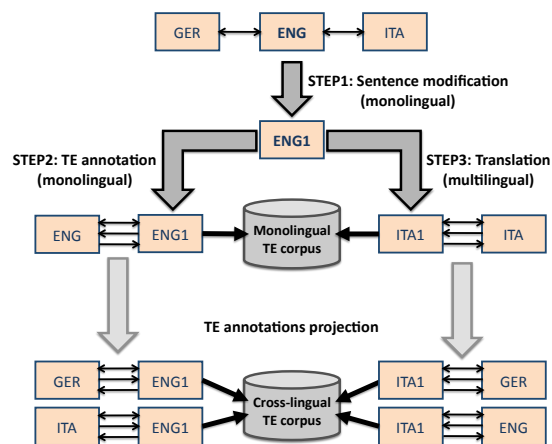 GER ENG ITA
STEP1: Sentence modification
(monolingual)
ENG1
STEP2: TE annotation
(monolingual)
STEP3: Translation
(multilingual)
ENG ENG1 Monolingual ITA1 ITA
TE corpus
TE annotations projection
GER ENG1 ITA1 GER
Cross-lingual
TE corpus
ITA ENG1 ITA1 ENG